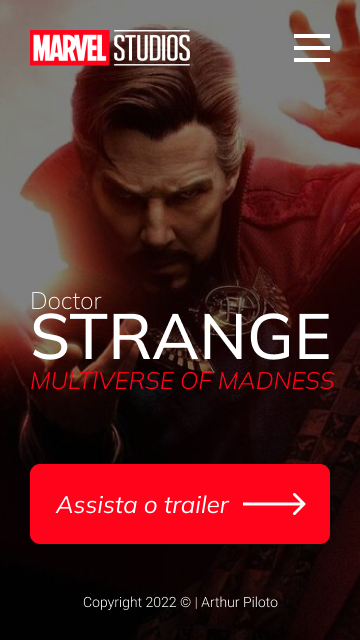 MARVEL STUDIOS
Doctor
STRANGE
MULTIVERSE OF MADNESS
Assista o trailer
Copyright 2022 © | Arthur Piloto